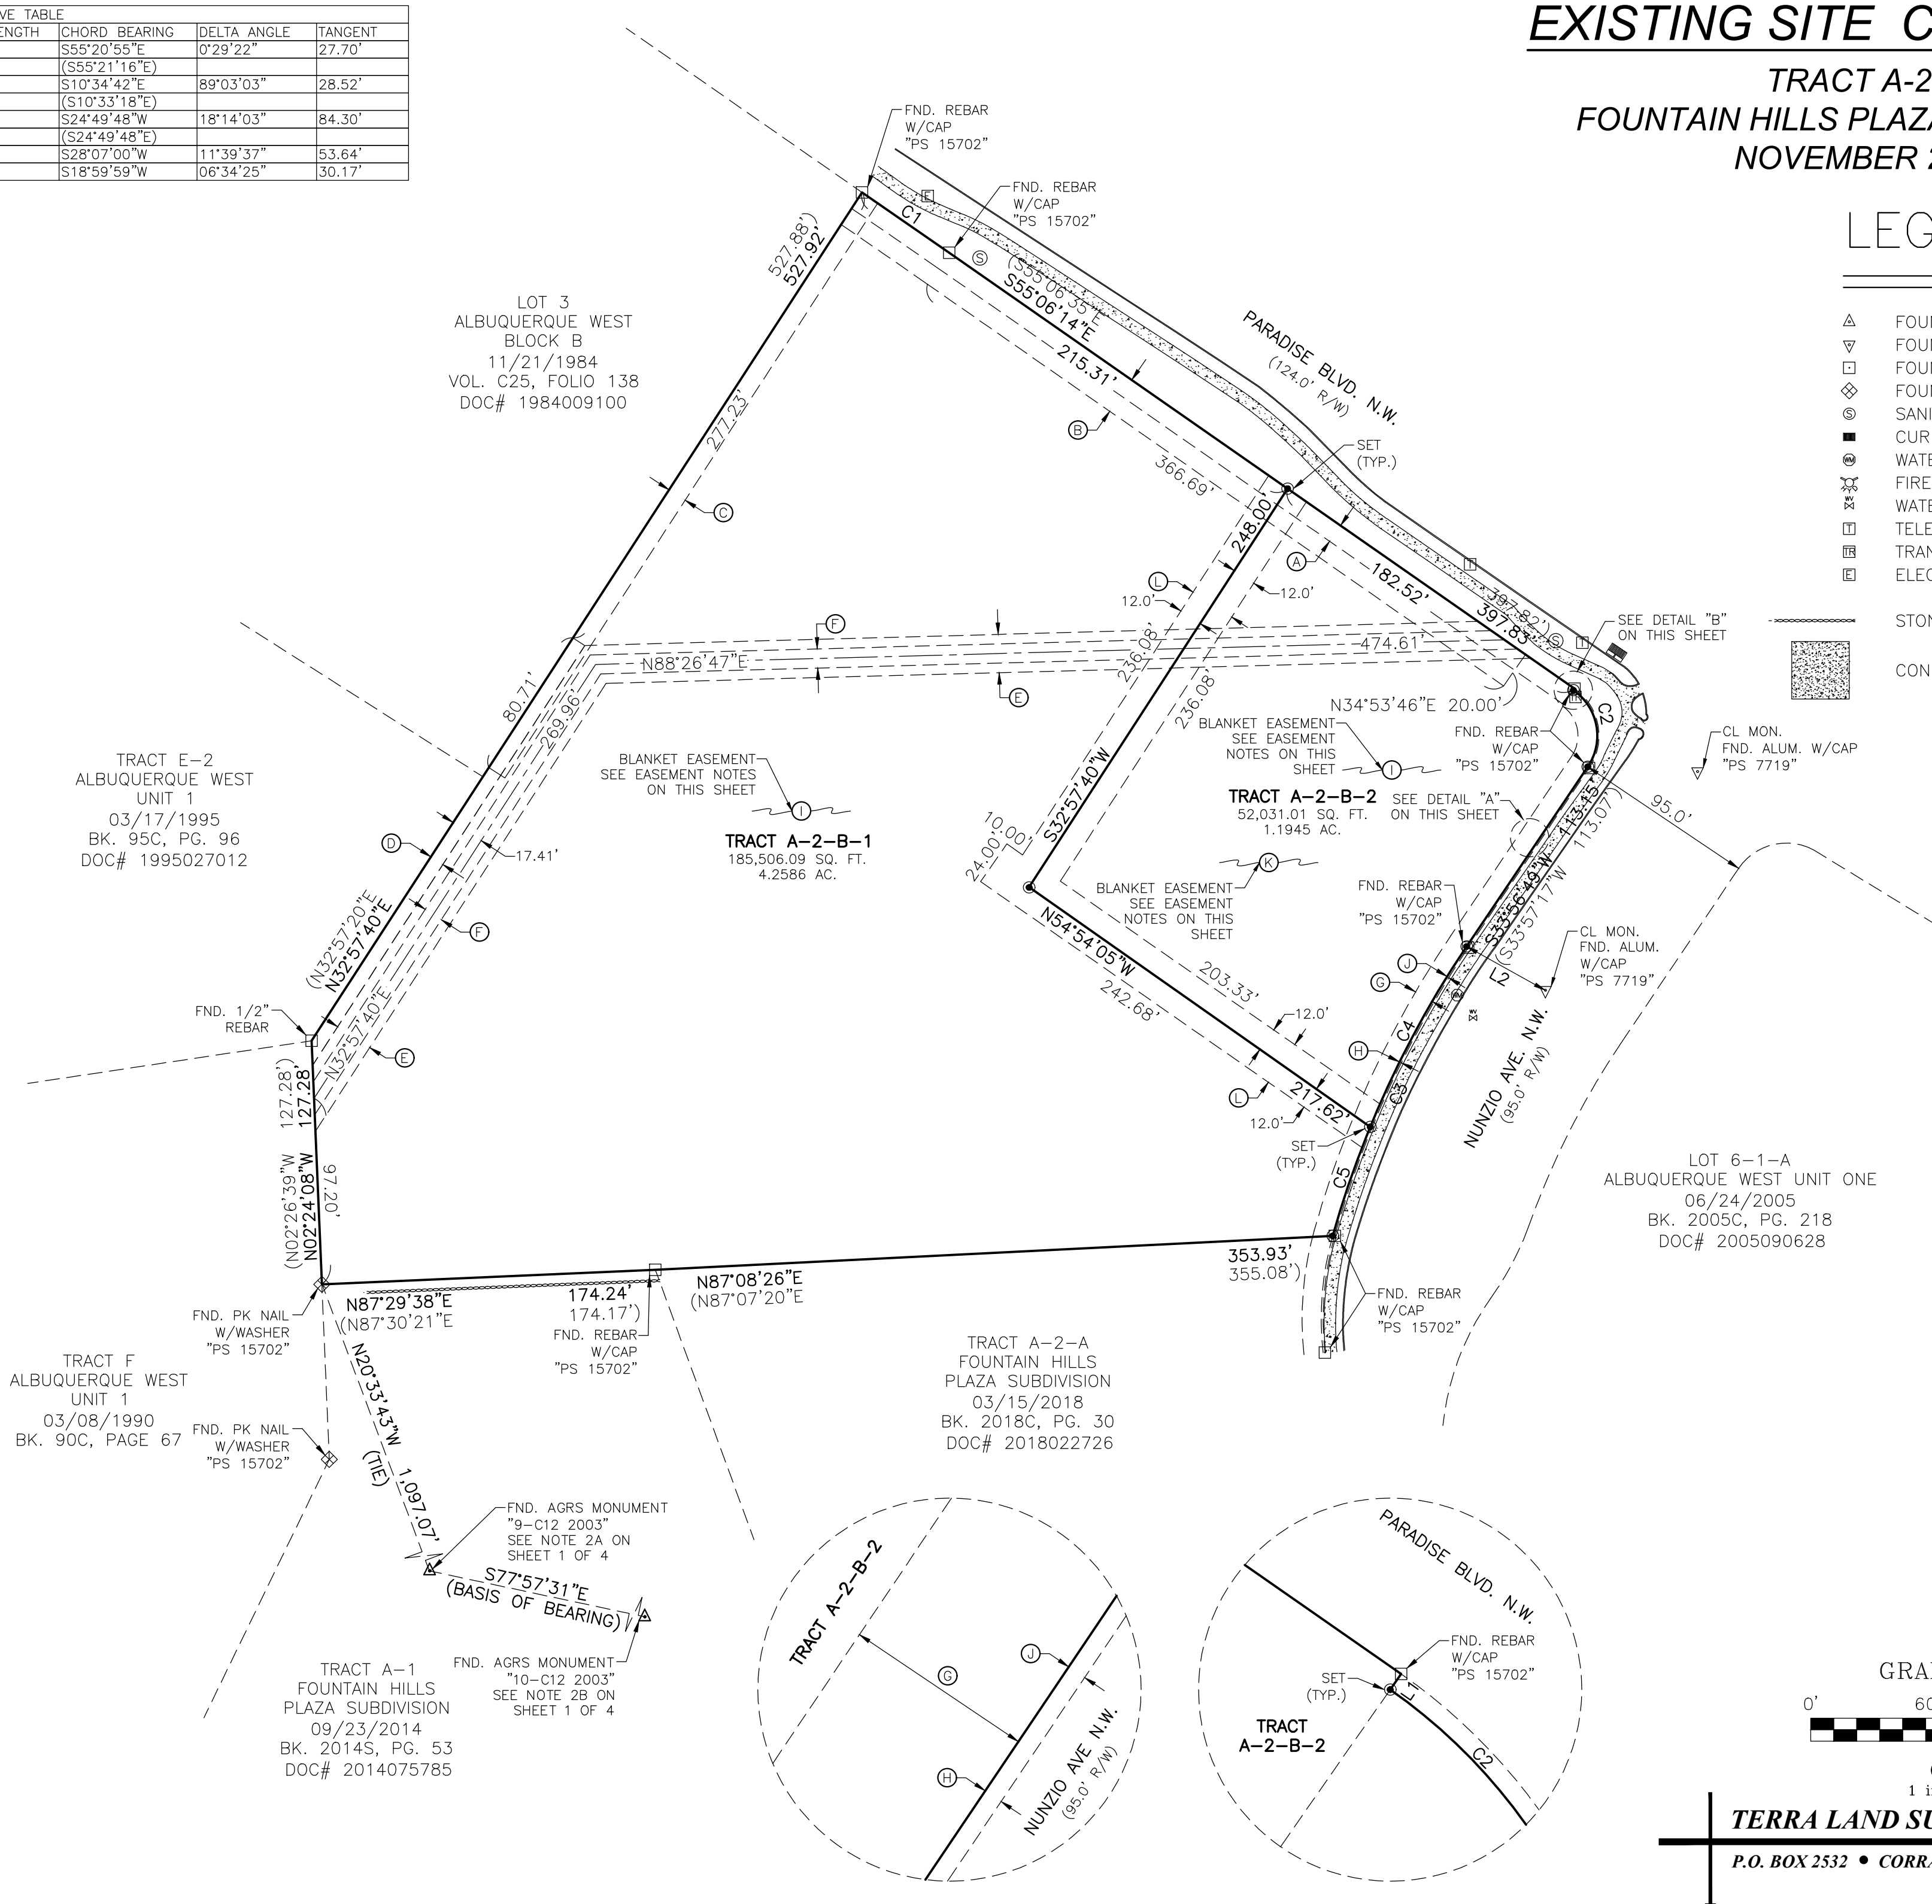 VE TABLE
ENGTH CHORD BEARING DELTA ANGLE TANGENT
S55°20'55"E 0°29'22" 27.70'
(S55°21'16"E)
S10°34'42"E 89°03'03" 28.52'
(S10°33'18"E)
S24°49'48"W 18°14'03" 84.30'
(S24°49'48"E)
S28°07'00"W 11°39'37" 53.64'
S18°59'59"W 06°34'25" 30.17'
EXISTING SITE C
TRACT A-2
FOUNTAIN HILLS PLAZA
NOVEMBER 2
LEG
FOUN
FOUN
FOUN
FOUN
S SANI
CUR
WM WATE
FIRE
WV WATE
T TELE
TR TRAN
E ELEC
STON
CON
FND. REBAR
W/CAP
"PS 15702"
FND. REBAR
W/CAP
"PS 15702"
E
C1
S
527.88')
527.92'
(S55°06'35"E
S55°06'14"E
215.31'
PARADISE BLVD. N.W.
(124.0' R/W)
LOT 3
ALBUQUERQUE WEST
BLOCK B
11/21/1984
VOL. C25, FOLIO 138
DOC# 1984009100
277.23'
B
366.69'
SET
(TYP.)
C
248.00'
A
L
12.0'
12.0'
182.52'
T
397.82')
397.83'
S
T
SEE DETAIL "B"
ON THIS SHEET
F
N88°26'47"E
474.61'
E
236.08'
236.08'
N34°53'46"E 20.00'
TR
C2
80.71'
269.96'
BLANKET EASEMENT
SEE EASEMENT
NOTES ON THIS
SHEET
I
FND. REBAR
W/CAP
"PS 15702"
CL MON.
FND. ALUM. W/CAP
"PS 7719"
TRACT E-2
ALBUQUERQUE WEST
UNIT 1
03/17/1995
BK. 95C, PG. 96
DOC# 1995027012
BLANKET EASEMENT
SEE EASEMENT NOTES
ON THIS SHEET
I
TRACT A-2-B-1
185,506.09 SQ. FT.
4.2586 AC.
S32°57'40"W
10.00'
24.00'
TRACT A-2-B-2
52,031.01 SQ. FT.
1.1945 AC.
SEE DETAIL "A"
ON THIS SHEET
113.15'
113.07')
95.0'
D
17.41'
K
BLANKET EASEMENT
SEE EASEMENT
NOTES ON THIS
SHEET
FND. REBAR
W/CAP
"PS 15702"
S33°56'49"W
(S33°57'17"W
L2
CL MON.
FND. ALUM.
W/CAP
"PS 7719"
(N32°57'20"E
N32°57'40"E
F
N54°54'05"W
242.68'
203.33'
12.0'
J
G
WM
WV
C4
FND. 1/2"
REBAR
N32°57'40"E
E
H
C3
NUNZIO AVE. N.W.
(95.0' R/W)
127.28')
127.28'
L
12.0'
217.62'
SET
(TYP.)
(N02°26'39"W
N02°24'08"W
97.20'
C5
LOT 6-1-A
ALBUQUERQUE WEST UNIT ONE
06/24/2005
BK. 2005C, PG. 218
DOC# 2005090628
353.93'
355.08')
N87°08'26"E
(N87°07'20"E
N87°29'38"E
(N87°30'21"E
174.24'
174.17')
FND. PK NAIL
W/WASHER
"PS 15702"
FND. REBAR
W/CAP
"PS 15702"
FND. REBAR
W/CAP
"PS 15702"
TRACT A-2-A
FOUNTAIN HILLS
PLAZA SUBDIVISION
03/15/2018
BK. 2018C, PG. 30
DOC# 2018022726
TRACT F
ALBUQUERQUE WEST
UNIT 1
03/08/1990
BK. 90C, PAGE 67
FND. PK NAIL
W/WASHER
"PS 15702"
N20°33'43"W
(TIE)
1,097.07'
FND. AGRS MONUMENT
"9-C12 2003"
SEE NOTE 2A ON
SHEET 1 OF 4
S77°57'31"E
(BASIS OF BEARING)
FND. AGRS MONUMENT
"10-C12 2003"
SEE NOTE 2B ON
SHEET 1 OF 4
TRACT A-1
FOUNTAIN HILLS
PLAZA SUBDIVISION
09/23/2014
BK. 2014S, PG. 53
DOC# 2014075785
TRACT A-2-B-2
J
G
H
NUNZIO AVE N.W.
(95.0' R/W)
PARADISE BLVD. N.W.
FND. REBAR
W/CAP
"PS 15702"
SET
(TYP.)
L1
TRACT
A-2-B-2
C2
GRA
0' 60
(
1 i
TERRA LAND SU
P.O. BOX 2532 • CORRA